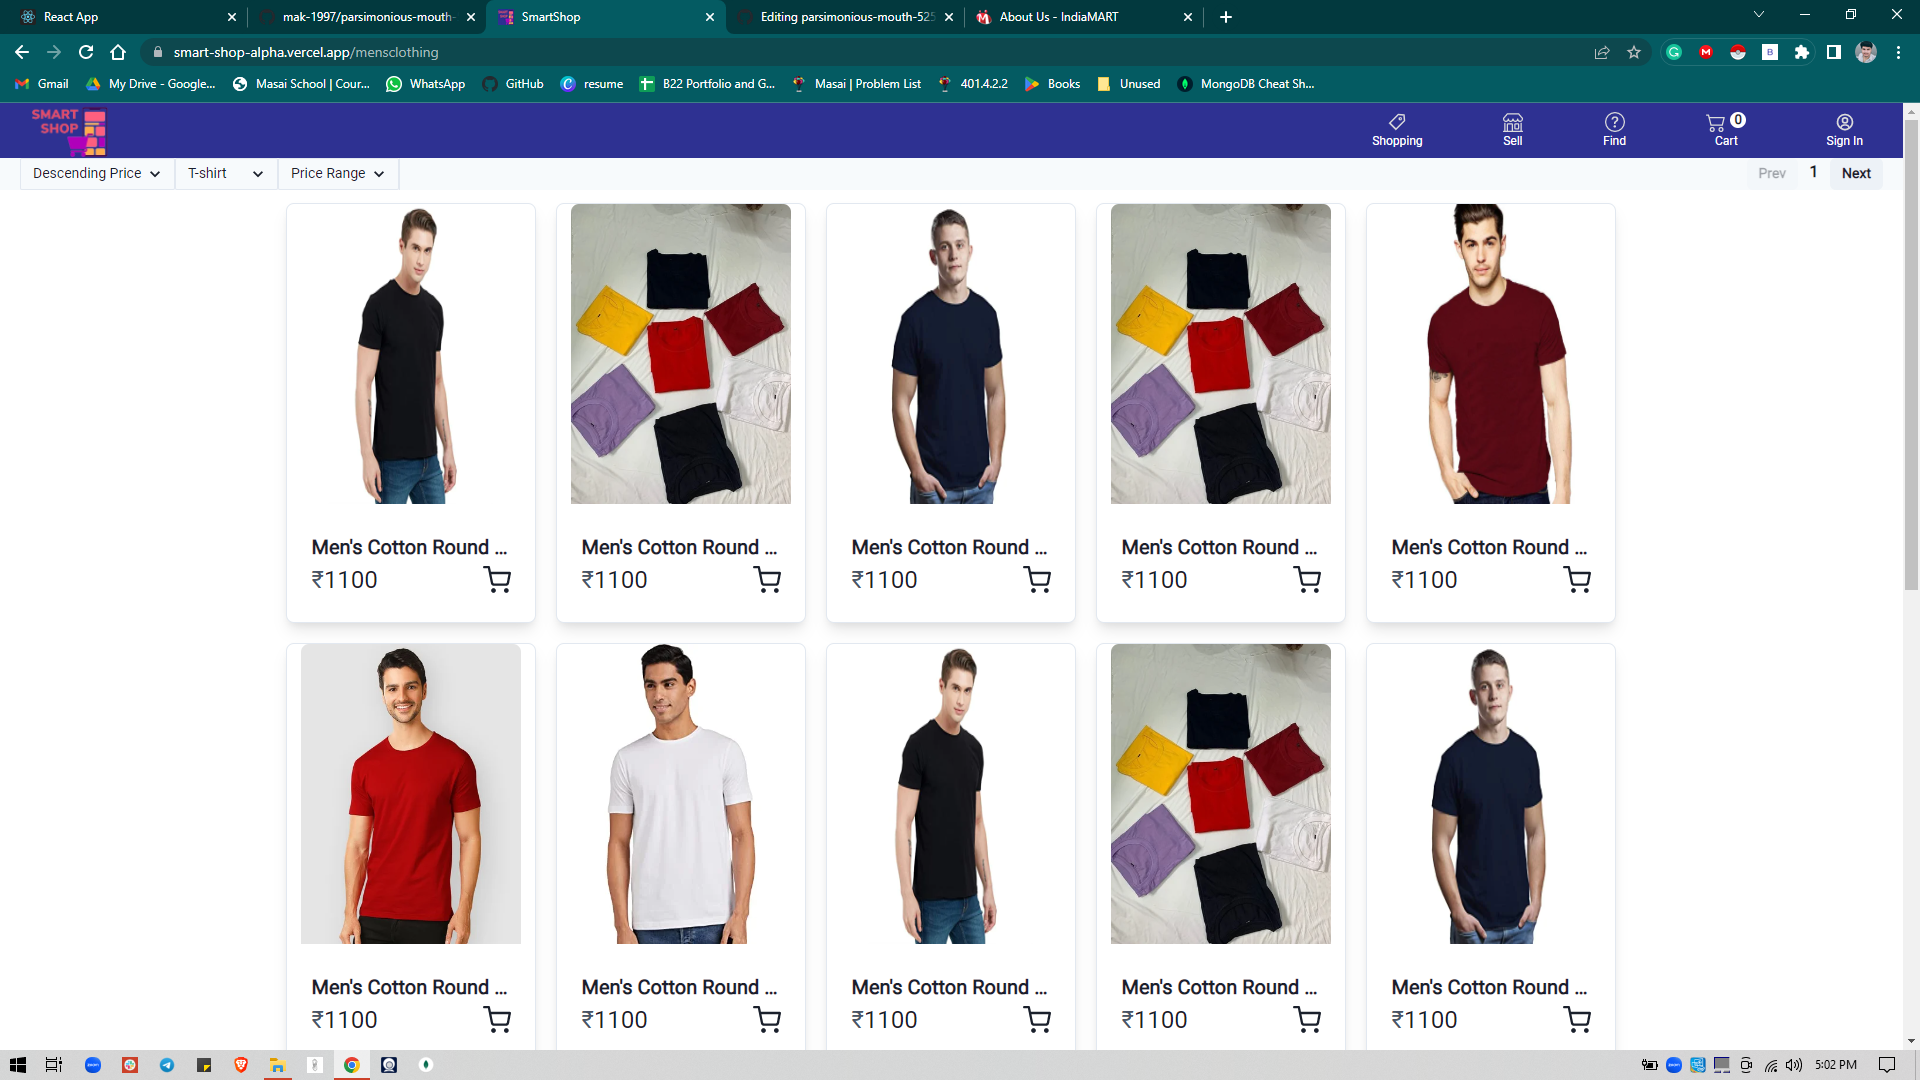 React App
mak-1997/parsimonious-mouth-
SmartShop
Editing parsimonious-mouth-525
About Us - IndiaMART
smart-shop-alpha.vercel.app/mensclothing
Gmail
My Drive - Google...
Masai School | Cour...
WhatsApp
GitHub
resume
B22 Portfolio and G...
Masai | Problem List
401.4.2.2
Books
Unused
MongoDB Cheat Sh...
SMART
SHOP
Shopping
Sell
Find
0
Cart
Sign In
Descending Price
T-shirt
Price Range
Prev
1
Next
Men's Cotton Round ...
₹1100
Men's Cotton Round ...
₹1100
Men's Cotton Round ...
₹1100
Men's Cotton Round ...
₹1100
Men's Cotton Round ...
₹1100
Men's Cotton Round ...
₹1100
Men's Cotton Round ...
₹1100
Men's Cotton Round ...
₹1100
Men's Cotton Round ...
₹1100
Men's Cotton Round ...
₹1100
5:02 PM